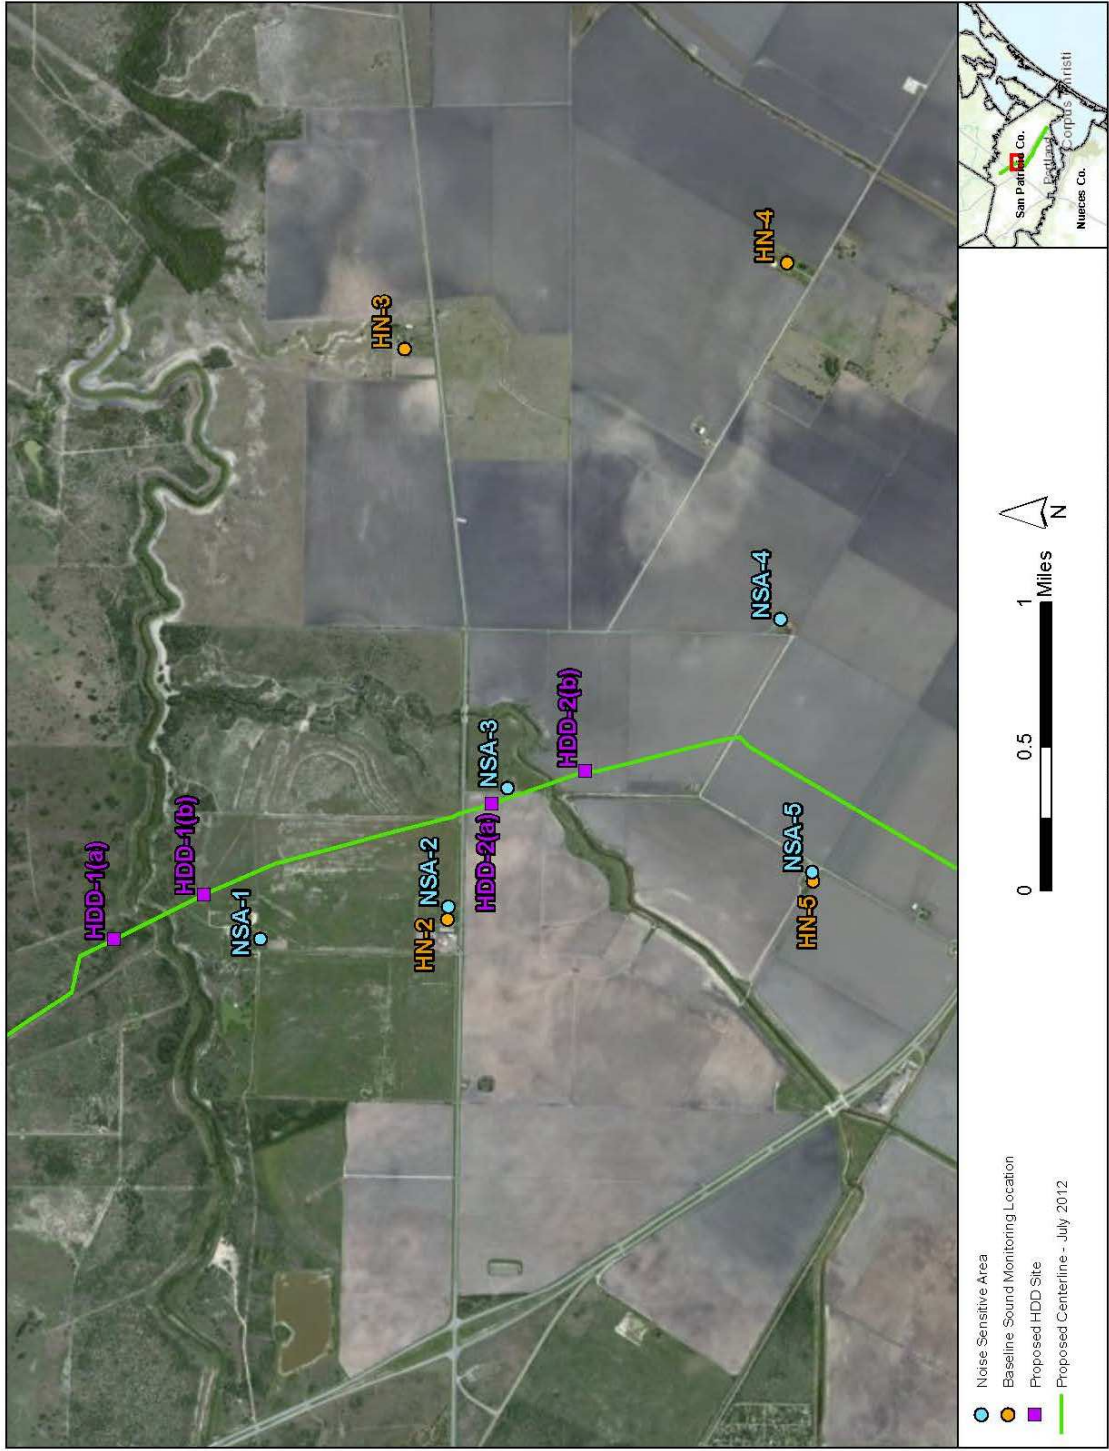 HDD-1(a)
HDD-1(b)
NSA-1
HN-3
HN-2
NSA-2
HDD-2(a)
NSA-3
HDD-2(b)
NSA-4
HN-4
NSA-5
HN-5
Noise Sensitive Area
Baseline Sound Monitoring Location
Proposed HDD Site
Proposed Centerline - July 2012
0 0.5 1
Miles
N
San Patricio Co.
Portland
Corpus Christi
Nueces Co.